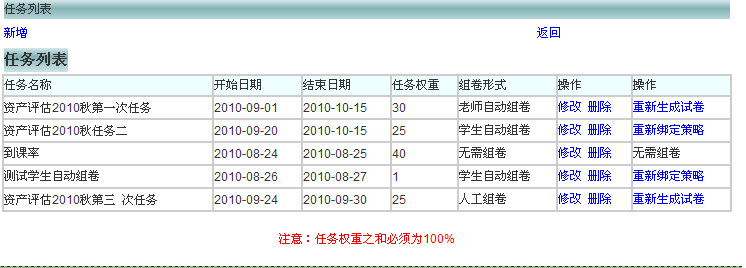 任务列表
新增 返回
任务列表
任务名称 开始日期 结束日期 任务权重 组卷形式 操作 操作
资产评估2010秋第一次任务 2010-09-01 2010-10-15 30 老师自动组卷 修改 删除 重新生成试卷
资产评估2010秋任务二 2010-09-20 2010-10-15 25 学生自动组卷 修改 删除 重新绑定策略
到课率 2010-08-24 2010-08-25 40 无需组卷 修改 删除 无需组卷
测试学生自动组卷 2010-08-26 2010-08-27 1 学生自动组卷 修改 删除 重新绑定策略
资产评估2010秋第三 次任务 2010-09-24 2010-09-30 25 人工组卷 修改 删除 重新生成试卷
注意：任务权重之和必须为100%